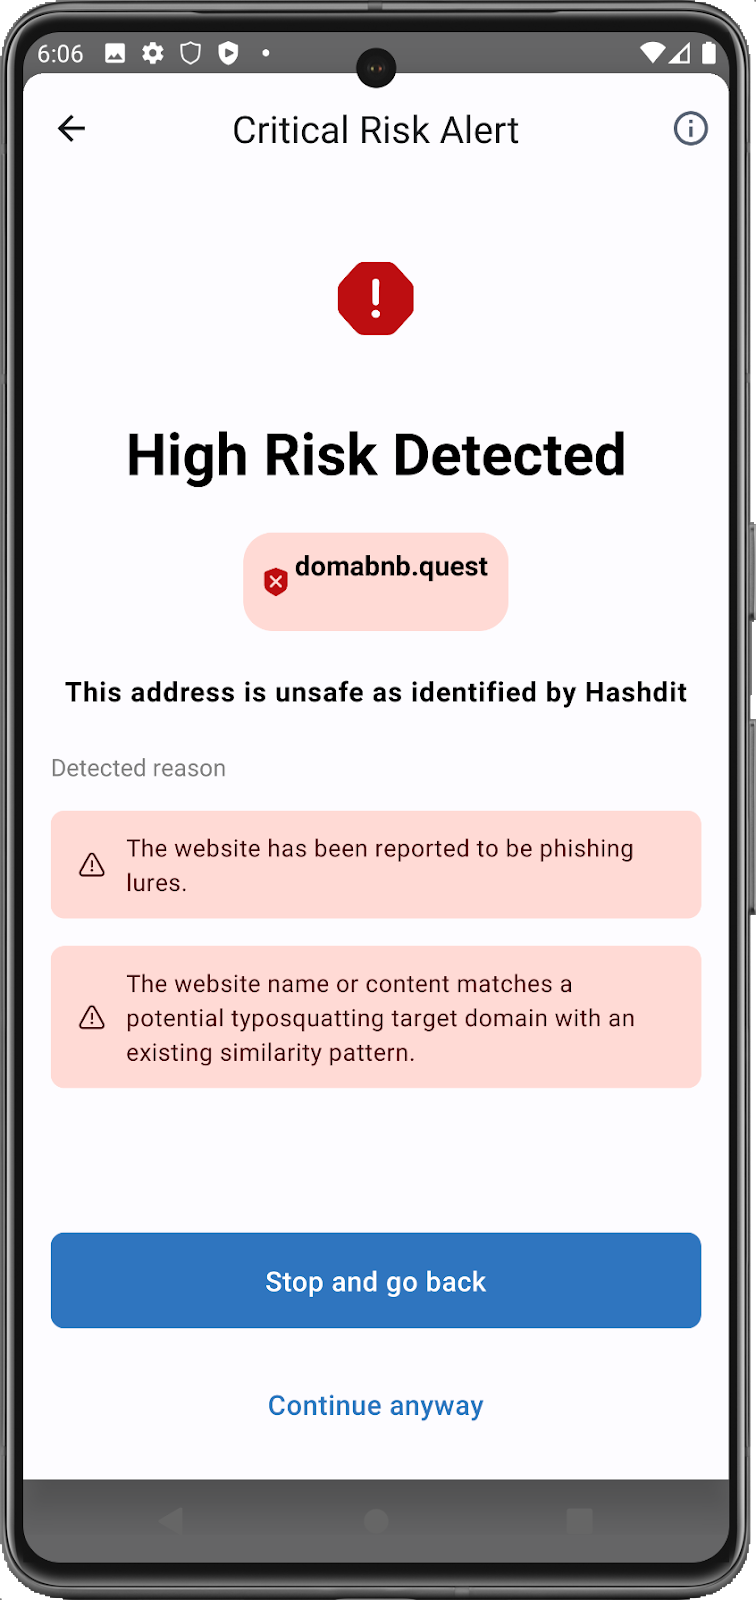 6:06
Critical Risk Alert
High Risk Detected
domabnb.quest
This address is unsafe as identified by Hashdit
Detected reason
The website has been reported to be phishing
lures.
The website name or content matches a
potential typosquatting target domain with an
existing similarity pattern.
Stop and go back
Continue anyway